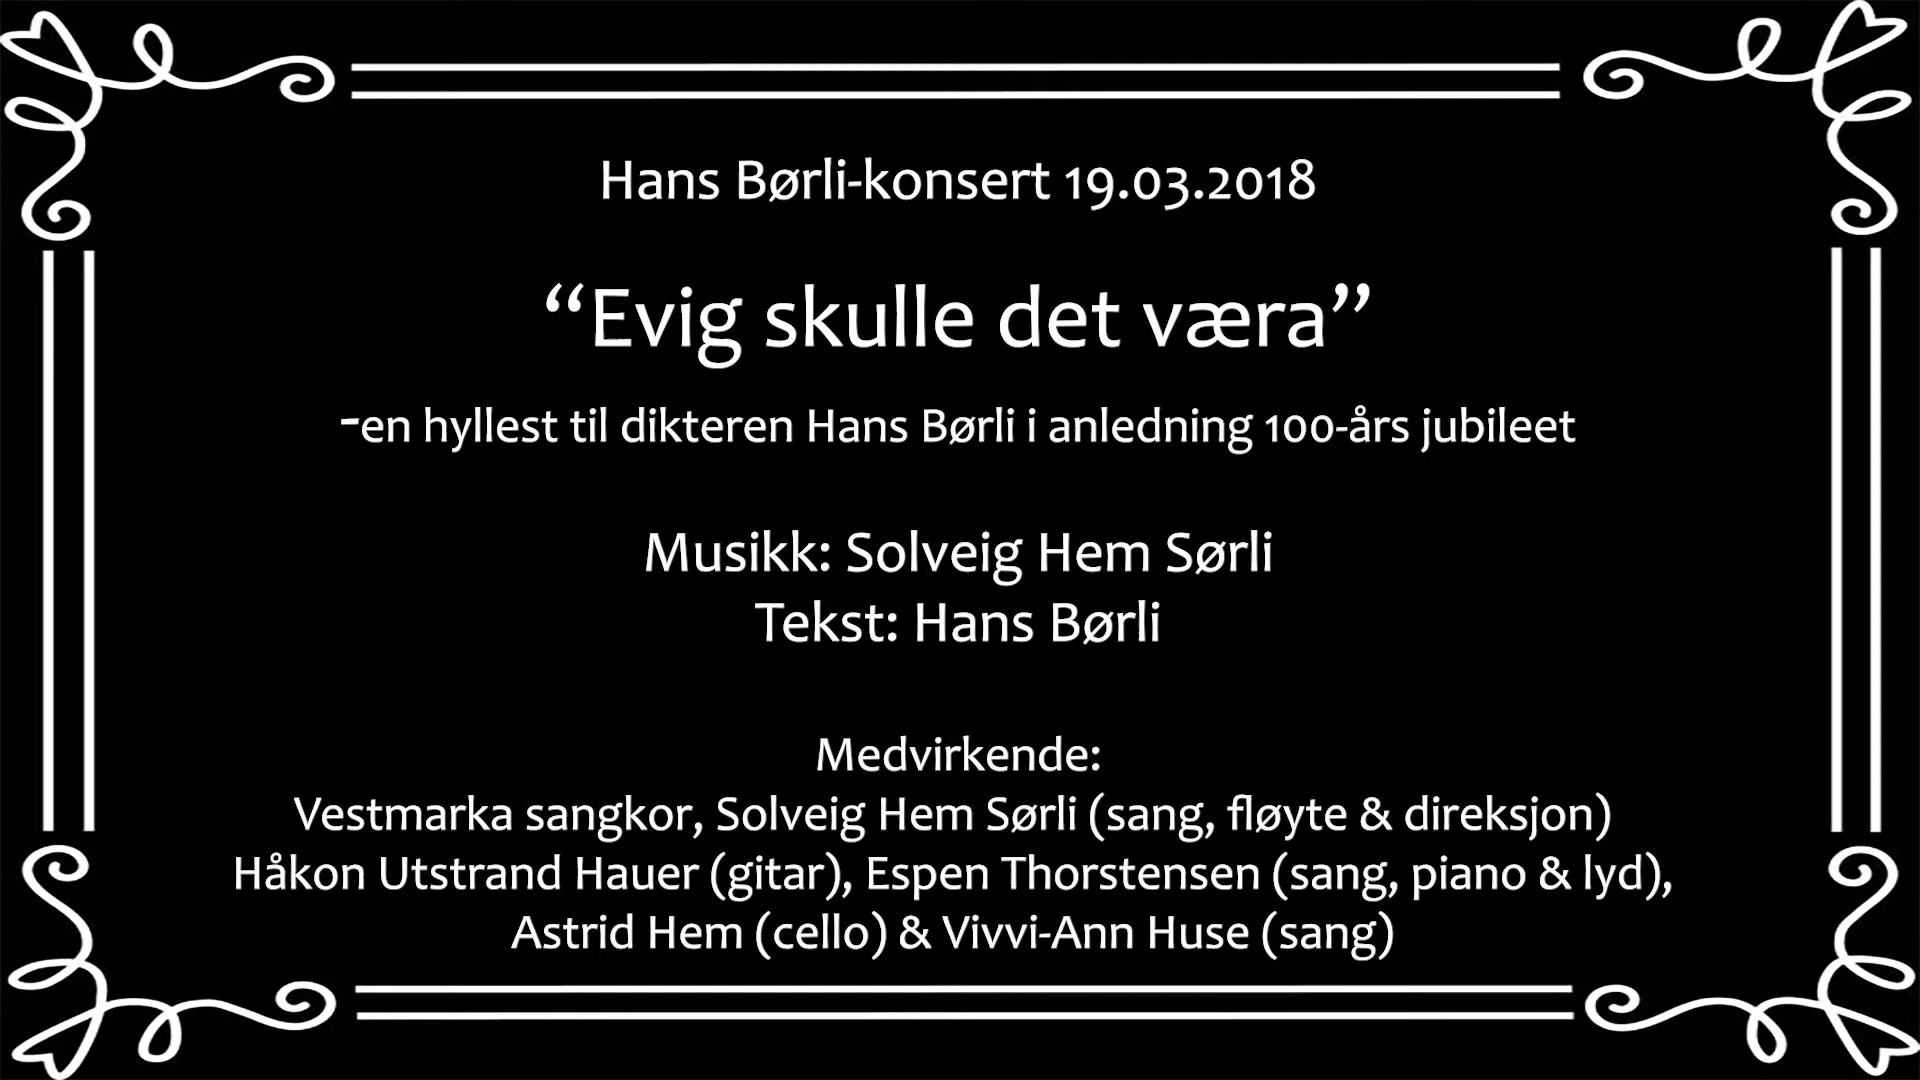 Hans Børli-konsert 19.03.2018
“Evig skulle det væra”
-en hyllest til dikteren Hans Børli i anledning 100-års jubileet
Musikk: Solveig Hem Sørli
Tekst: Hans Børli
Medvirkende:
Vestmarka sangkor, Solveig Hem Sørli (sang, fløyte & direksjon)
Håkon Utstrand Hauer (gitar), Espen Thorstensen (sang, piano & lyd),
Astrid Hem (cello) & Vivvi-Ann Huse (sang)